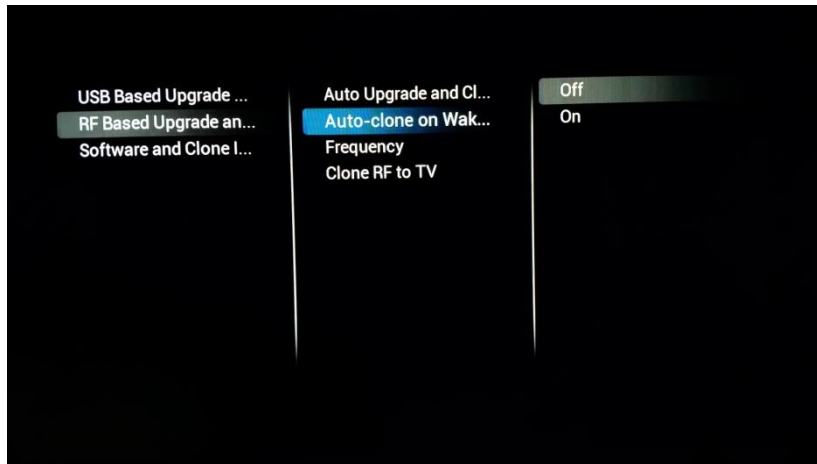 USB Based Upgrade ...
RF Based Upgrade an...
Software and Clone I...
Auto Upgrade and Cl...
Auto-clone on Wak...
Frequency
Clone RF to TV
Off
On